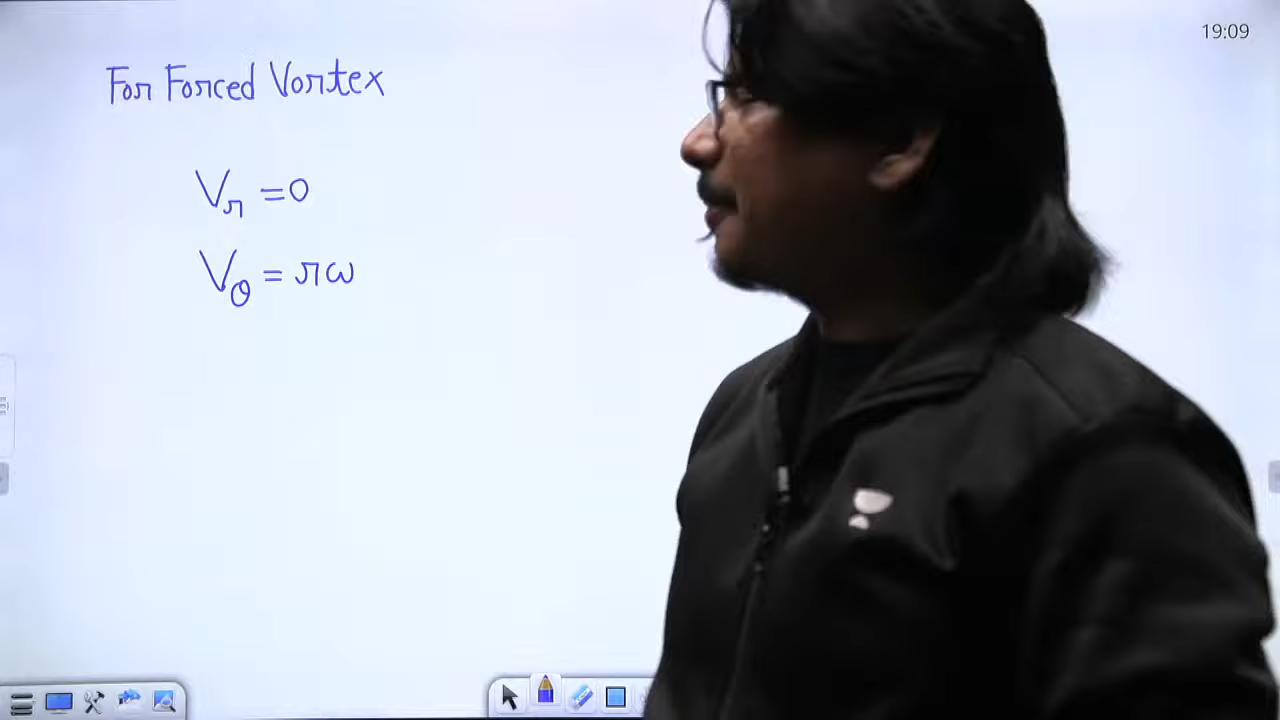 19:09
For Forced Vortex
Vr = 0
Vθ = rω